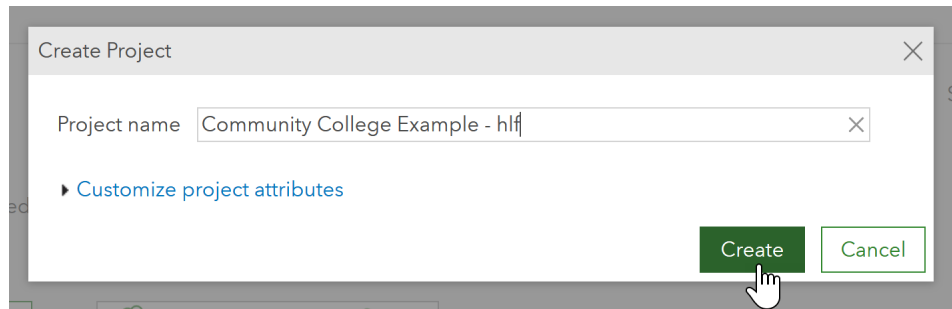 Create Project
Project name Community College Example - hlf
Customize project attributes
Create Cancel